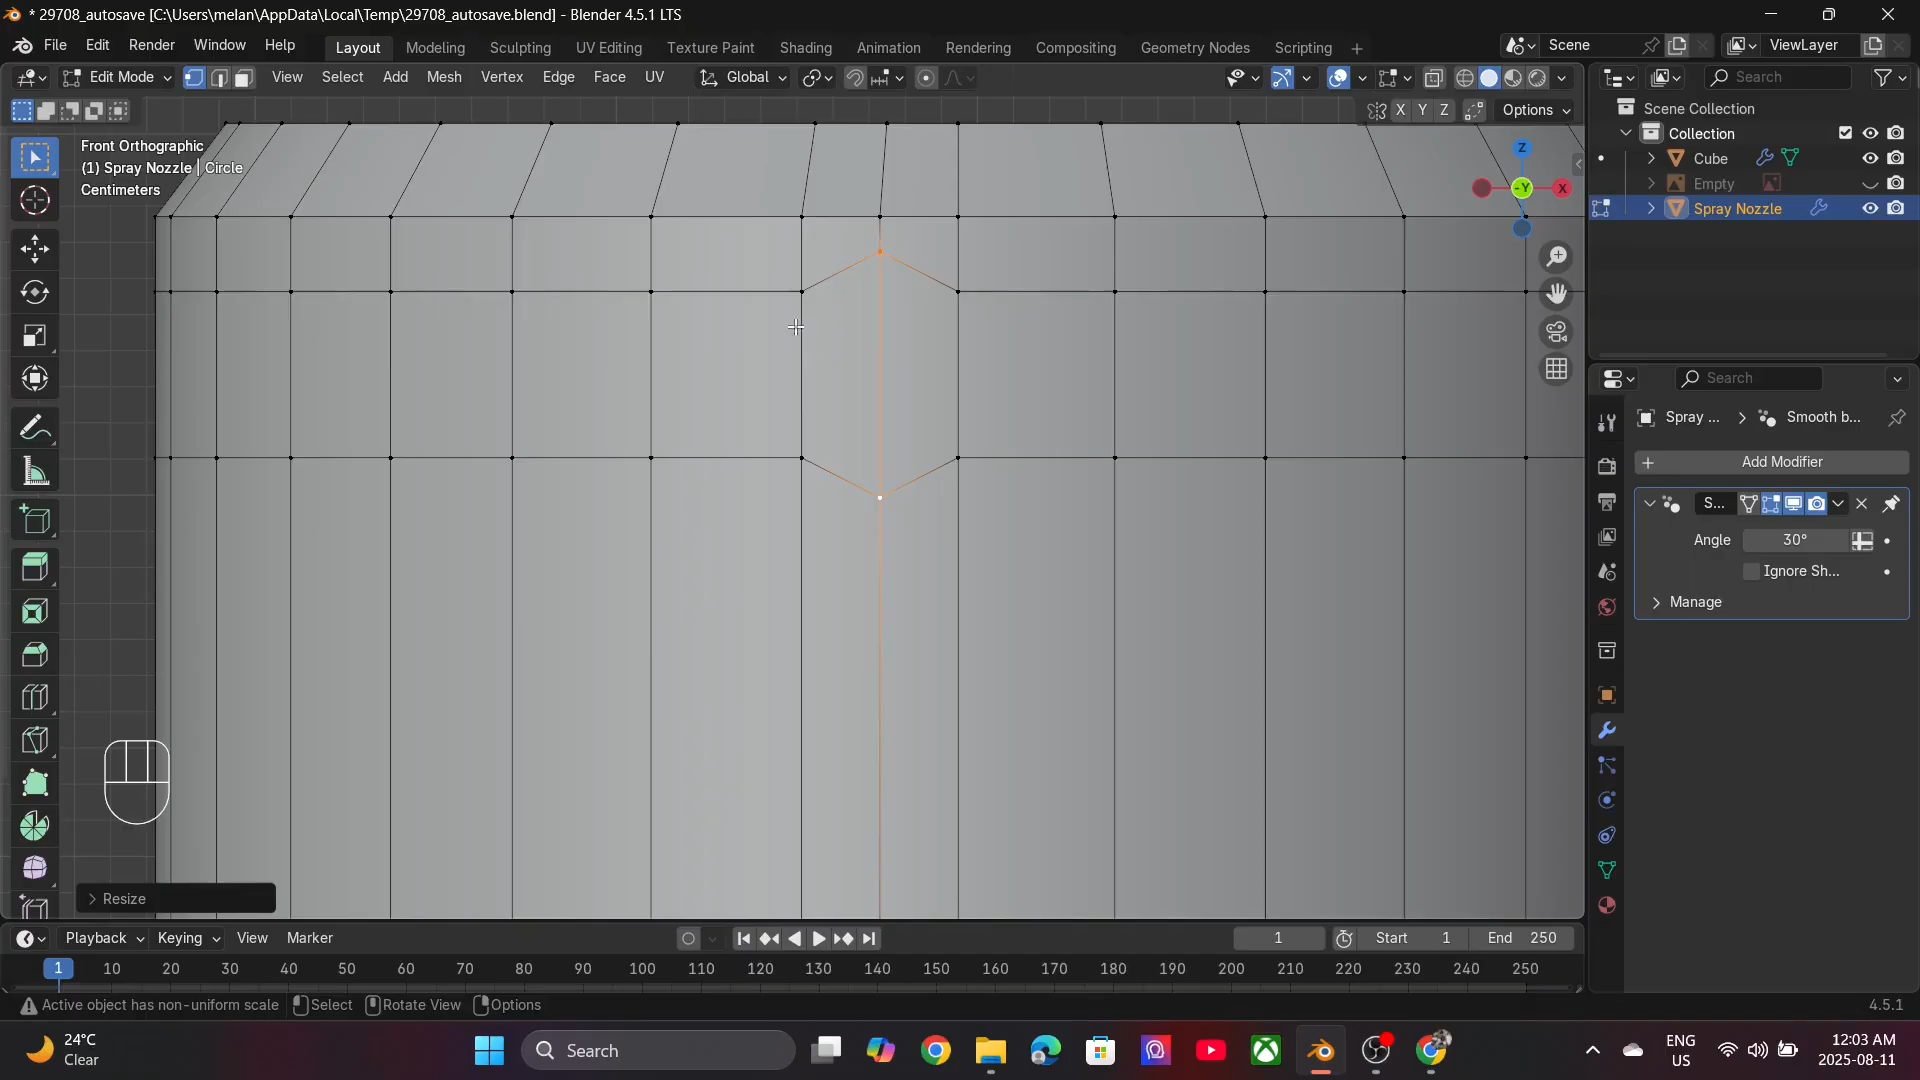 * 29708_autosave [C:\Users\melan\AppData\Local\Temp\29708_autosave.blend] - Blender 4.5.1 LTS
File Edit Render Window Help Layout Modeling Sculpting UV Editing Texture Paint Shading Animation Rendering Compositing Geometry Nodes Scripting + Scene ViewLayer
Edit Mode View Select Add Mesh Vertex Edge Face UV Global Search
X Y Z Options
Scene Collection
Collection
Cube
Empty
Spray Nozzle
Front Orthographic
(1) Spray Nozzle | Circle
Centimeters
Z
-Y X
Search
Spray ... Smooth b...
Add Modifier
S...
Angle 30°
Ignore Sh...
Manage
Resize
Playback Keying View Marker 1 Start 1 End 250
1 10 20 30 40 50 60 70 80 90 100 110 120 130 140 150 160 170 180 190 200 210 220 230 240 250
Active object has non-uniform scale Select Rotate View Options 4.5.1
24°C
Clear
Search
ENG
US
12:03 AM
2025-08-11